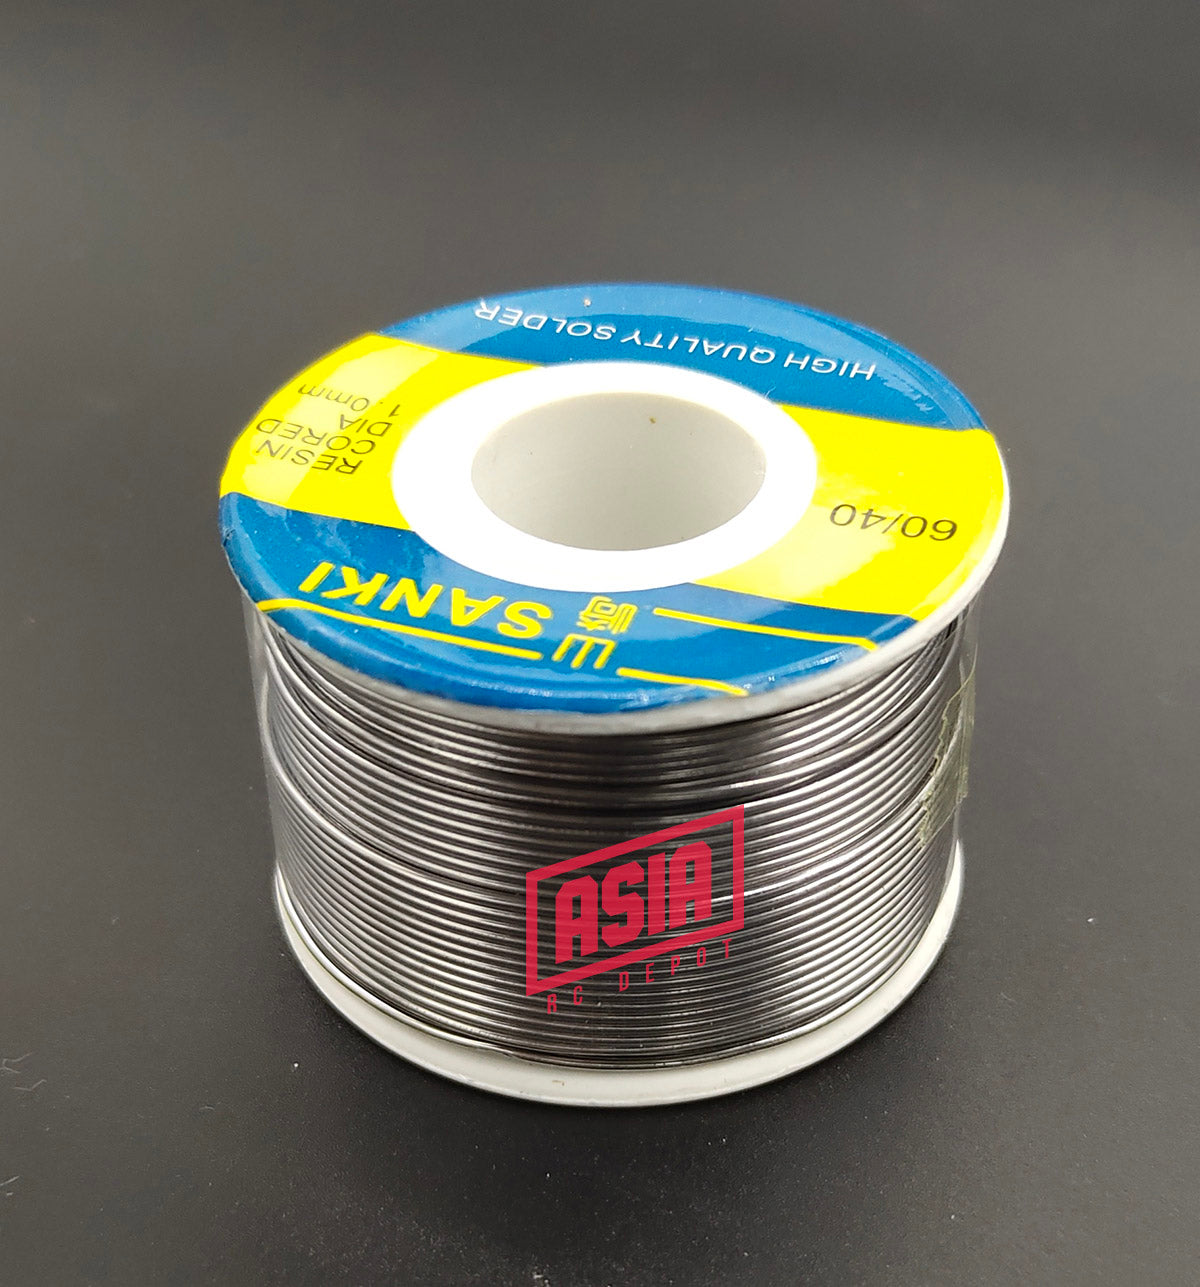 HIGH QUALITY SOLDER
60/40
RESIN
CORED
DIA
1.0mm
SANKI
ASIA
RC DEPOT